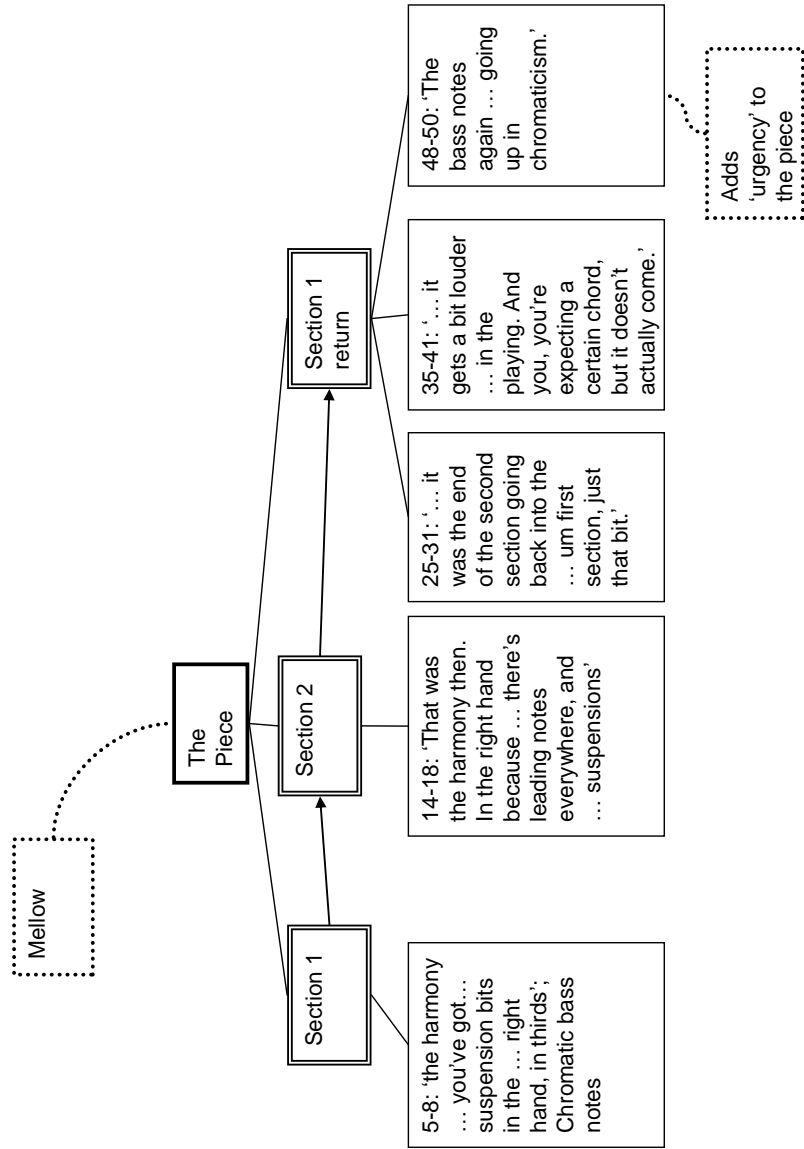 Mellow
The
Piece
Section 1
Section 2
Section 1
return
5-8: ‘the harmony
… you’ve got…
suspension bits
in the … right
hand, in thirds’;
Chromatic bass
notes
14-18: ‘That was
the harmony then.
In the right hand
because … there’s
leading notes
everywhere, and
… suspensions’
25-31: ‘… it
was the end
of the second
section going
back into the
… um first
section, just
that bit.’
35-41: ‘… it
gets a bit louder
… in the
playing. And
you, you’re
expecting a
certain chord,
but it doesn’t
actually come.’
48-50: ‘The
bass notes
again … going
up in
chromaticism.’
Adds
‘urgency’ to
the piece